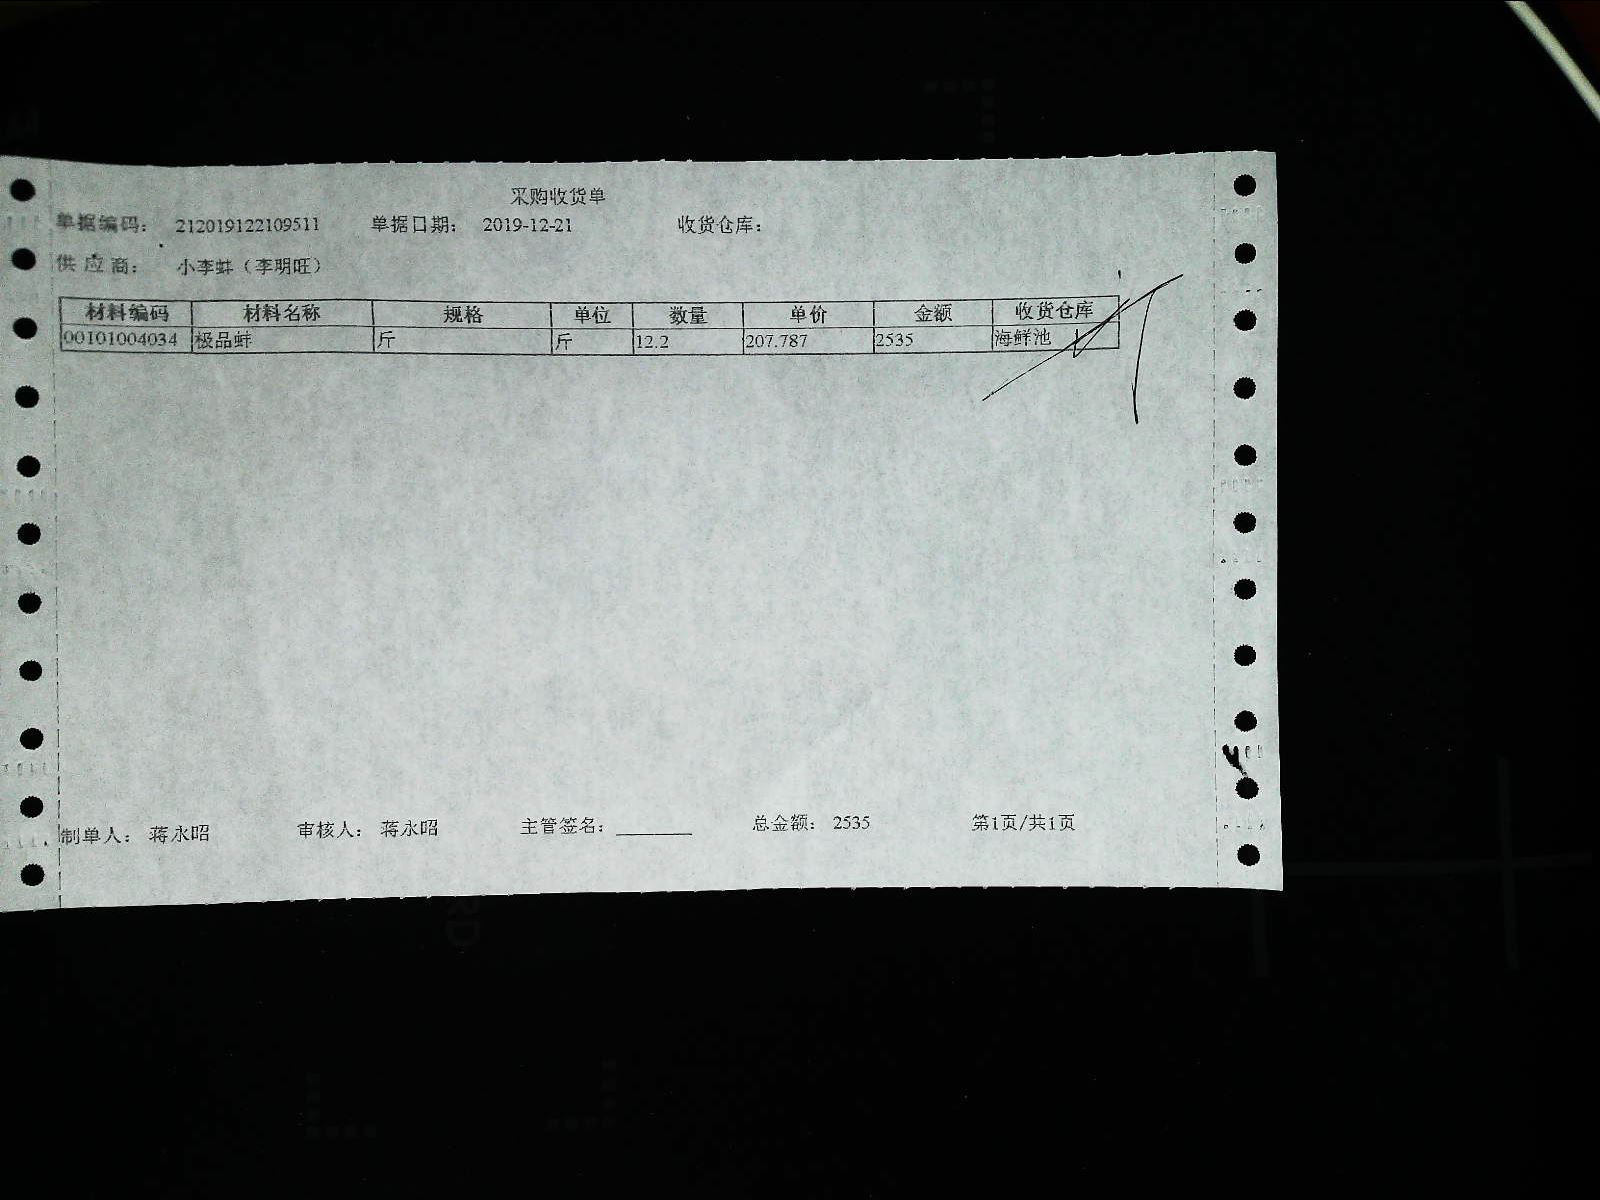 采购收货单
单据编码： 212019122109511 单据日期： 2019-12-21 收货仓库：
供应商： 小李蚌（李明旺）
材料编码 材料名称 规格 单位 数量 单价 金额 收货仓库
00101004034 极品蚌 斤 斤 12.2 207.787 2535 海鲜池
制单人： 蒋永昭 审核人： 蒋永昭 主管签名： 总金额： 2535 第1页/共1页